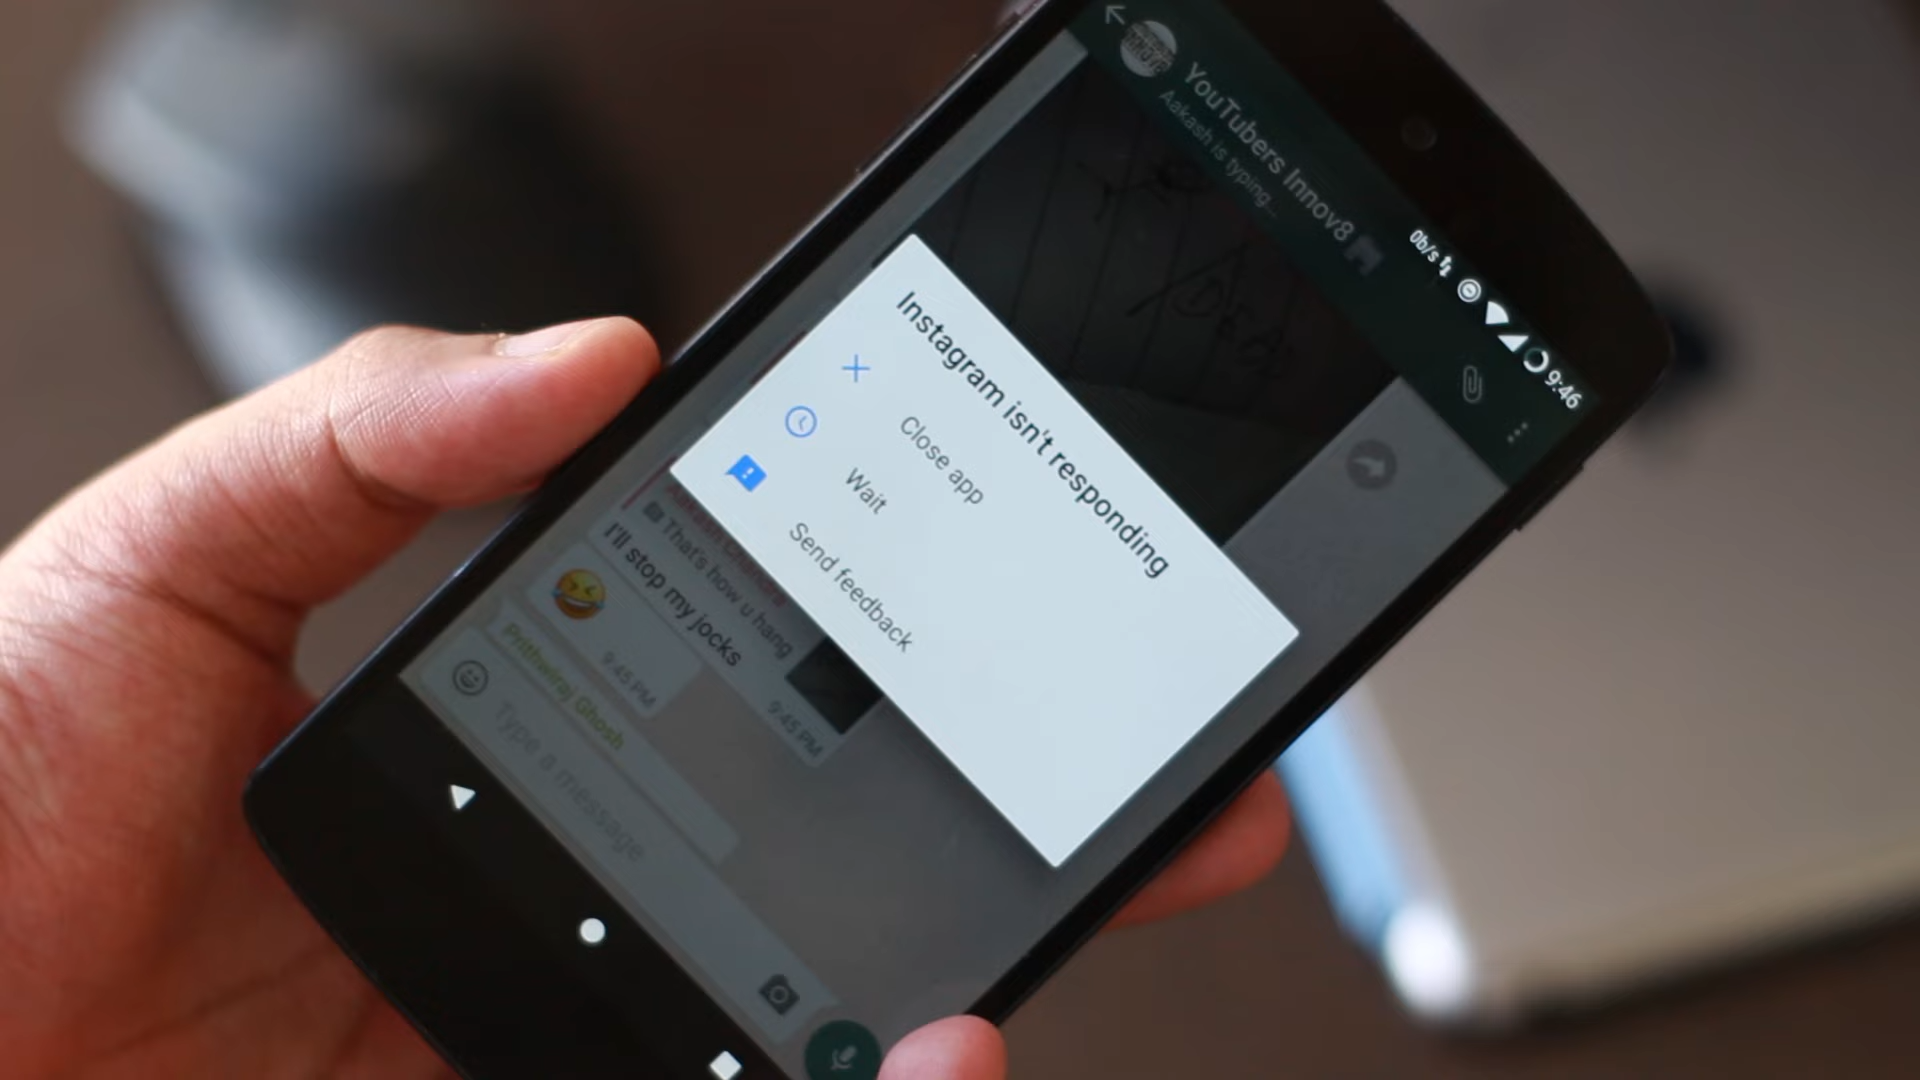 0b/s
9:46
YouTubers Innov8
Aakash is typing...
IDEA
Instagram isn't responding
Close app
Wait
Send feedback
That's how u hang
I'll stop my jocks
9:45 PM
9:45 PM
Prithwiraj Ghosh
Type a message